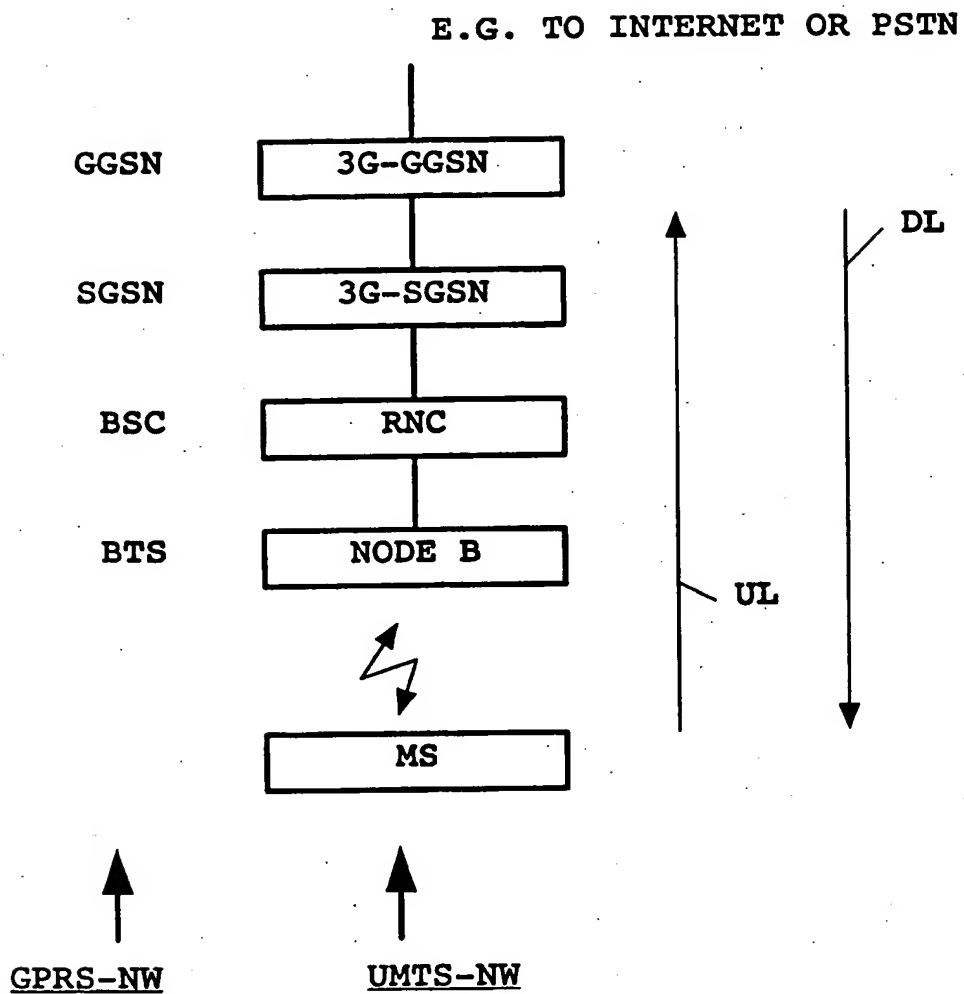 E.G. TO INTERNET OR PSTN
GGSN
3G-GGSN
DL
SGSN
3G-SGSN
BSC
RNC
BTS
NODE B
UL
MS
GPRS-NW
UMTS-NW